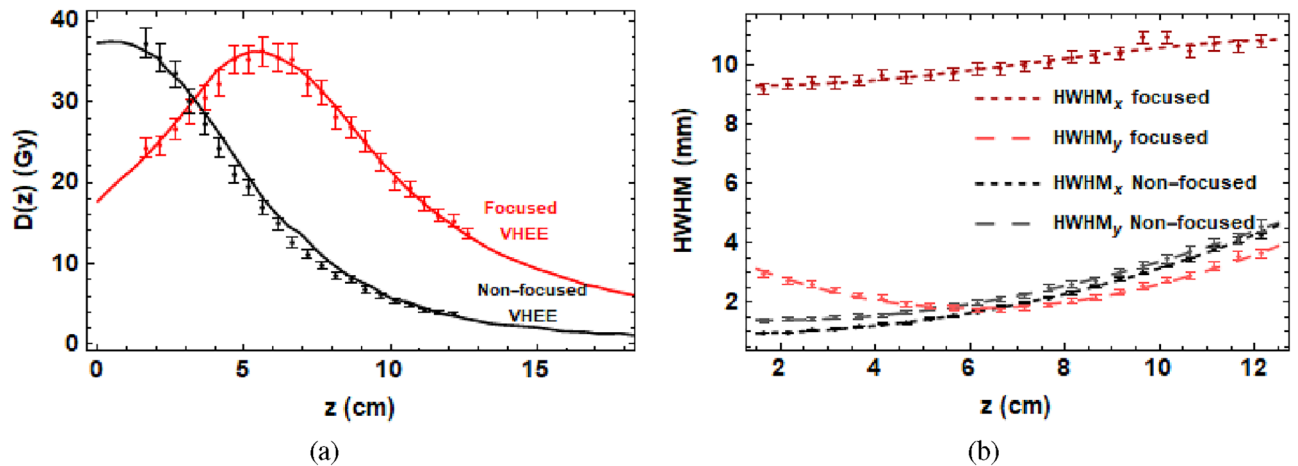 40
30
20
10
0
D(z) (Gy)
Focused
VHEE
Non-focused
VHEE
0
5
10
15
z (cm)
(a)
10
8
6
4
2
HWHM (mm)
HWHMx focused
HWHMy focused
HWHMx Non-focused
HWHMy Non-focused
2
4
6
8
10
12
z (cm)
(b)